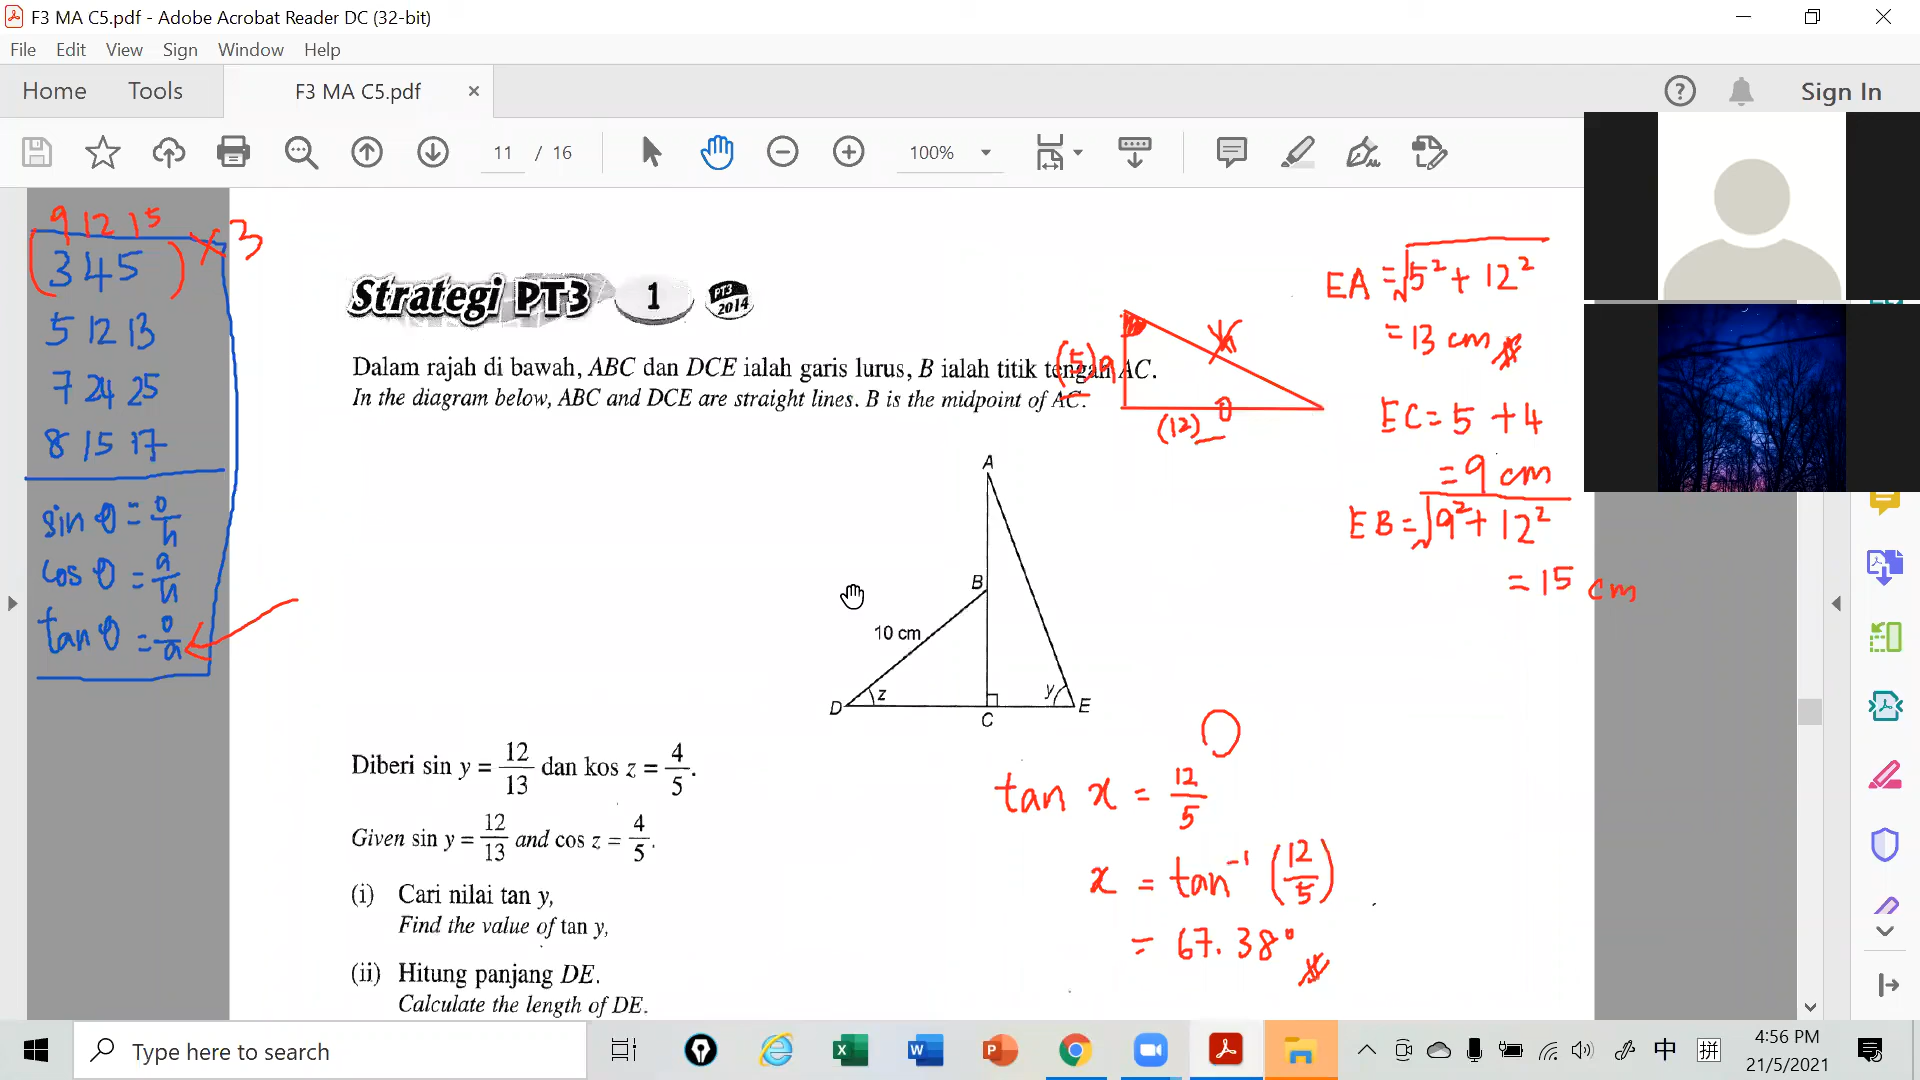 F3 MA C5.pdf - Adobe Acrobat Reader DC (32-bit)
File Edit View Sign Window Help
Home Tools F3 MA C5.pdf × Sign In
11 / 16 100%
9 12 15
(3 4 5) × 3
5 12 13
7 24 25
8 15 17
sin θ = o/h
cos θ = a/h
tan θ = o/a
Strategi PT3 1 PT3 2014
Dalam rajah di bawah, ABC dan DCE ialah garis lurus, B ialah titik tengah AC.
In the diagram below, ABC and DCE are straight lines. B is the midpoint of AC.
(5) a
h
(12) o
EA = √5² + 12²
= 13 cm
EC = 5 + 4
= 9 cm
EB = √9² + 12²
= 15 cm
A
B
10 cm
D z C y E
Diberi sin y = 12/13 dan kos z = 4/5.
Given sin y = 12/13 and cos z = 4/5.
(i) Cari nilai tan y,
Find the value of tan y,
(ii) Hitung panjang DE.
Calculate the length of DE.
tan x = 12/5
x = tan⁻¹ (12/5)
= 67.38°
Type here to search
中 拼
4:56 PM
21/5/2021